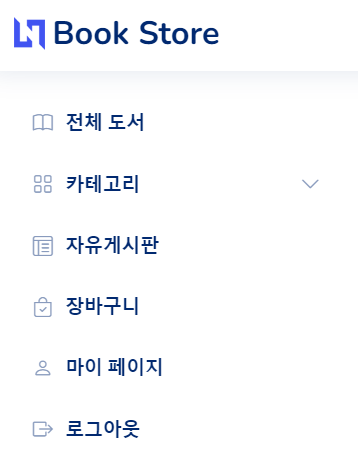 Book Store
전체 도서
카테고리
자유게시판
장바구니
마이 페이지
로그아웃